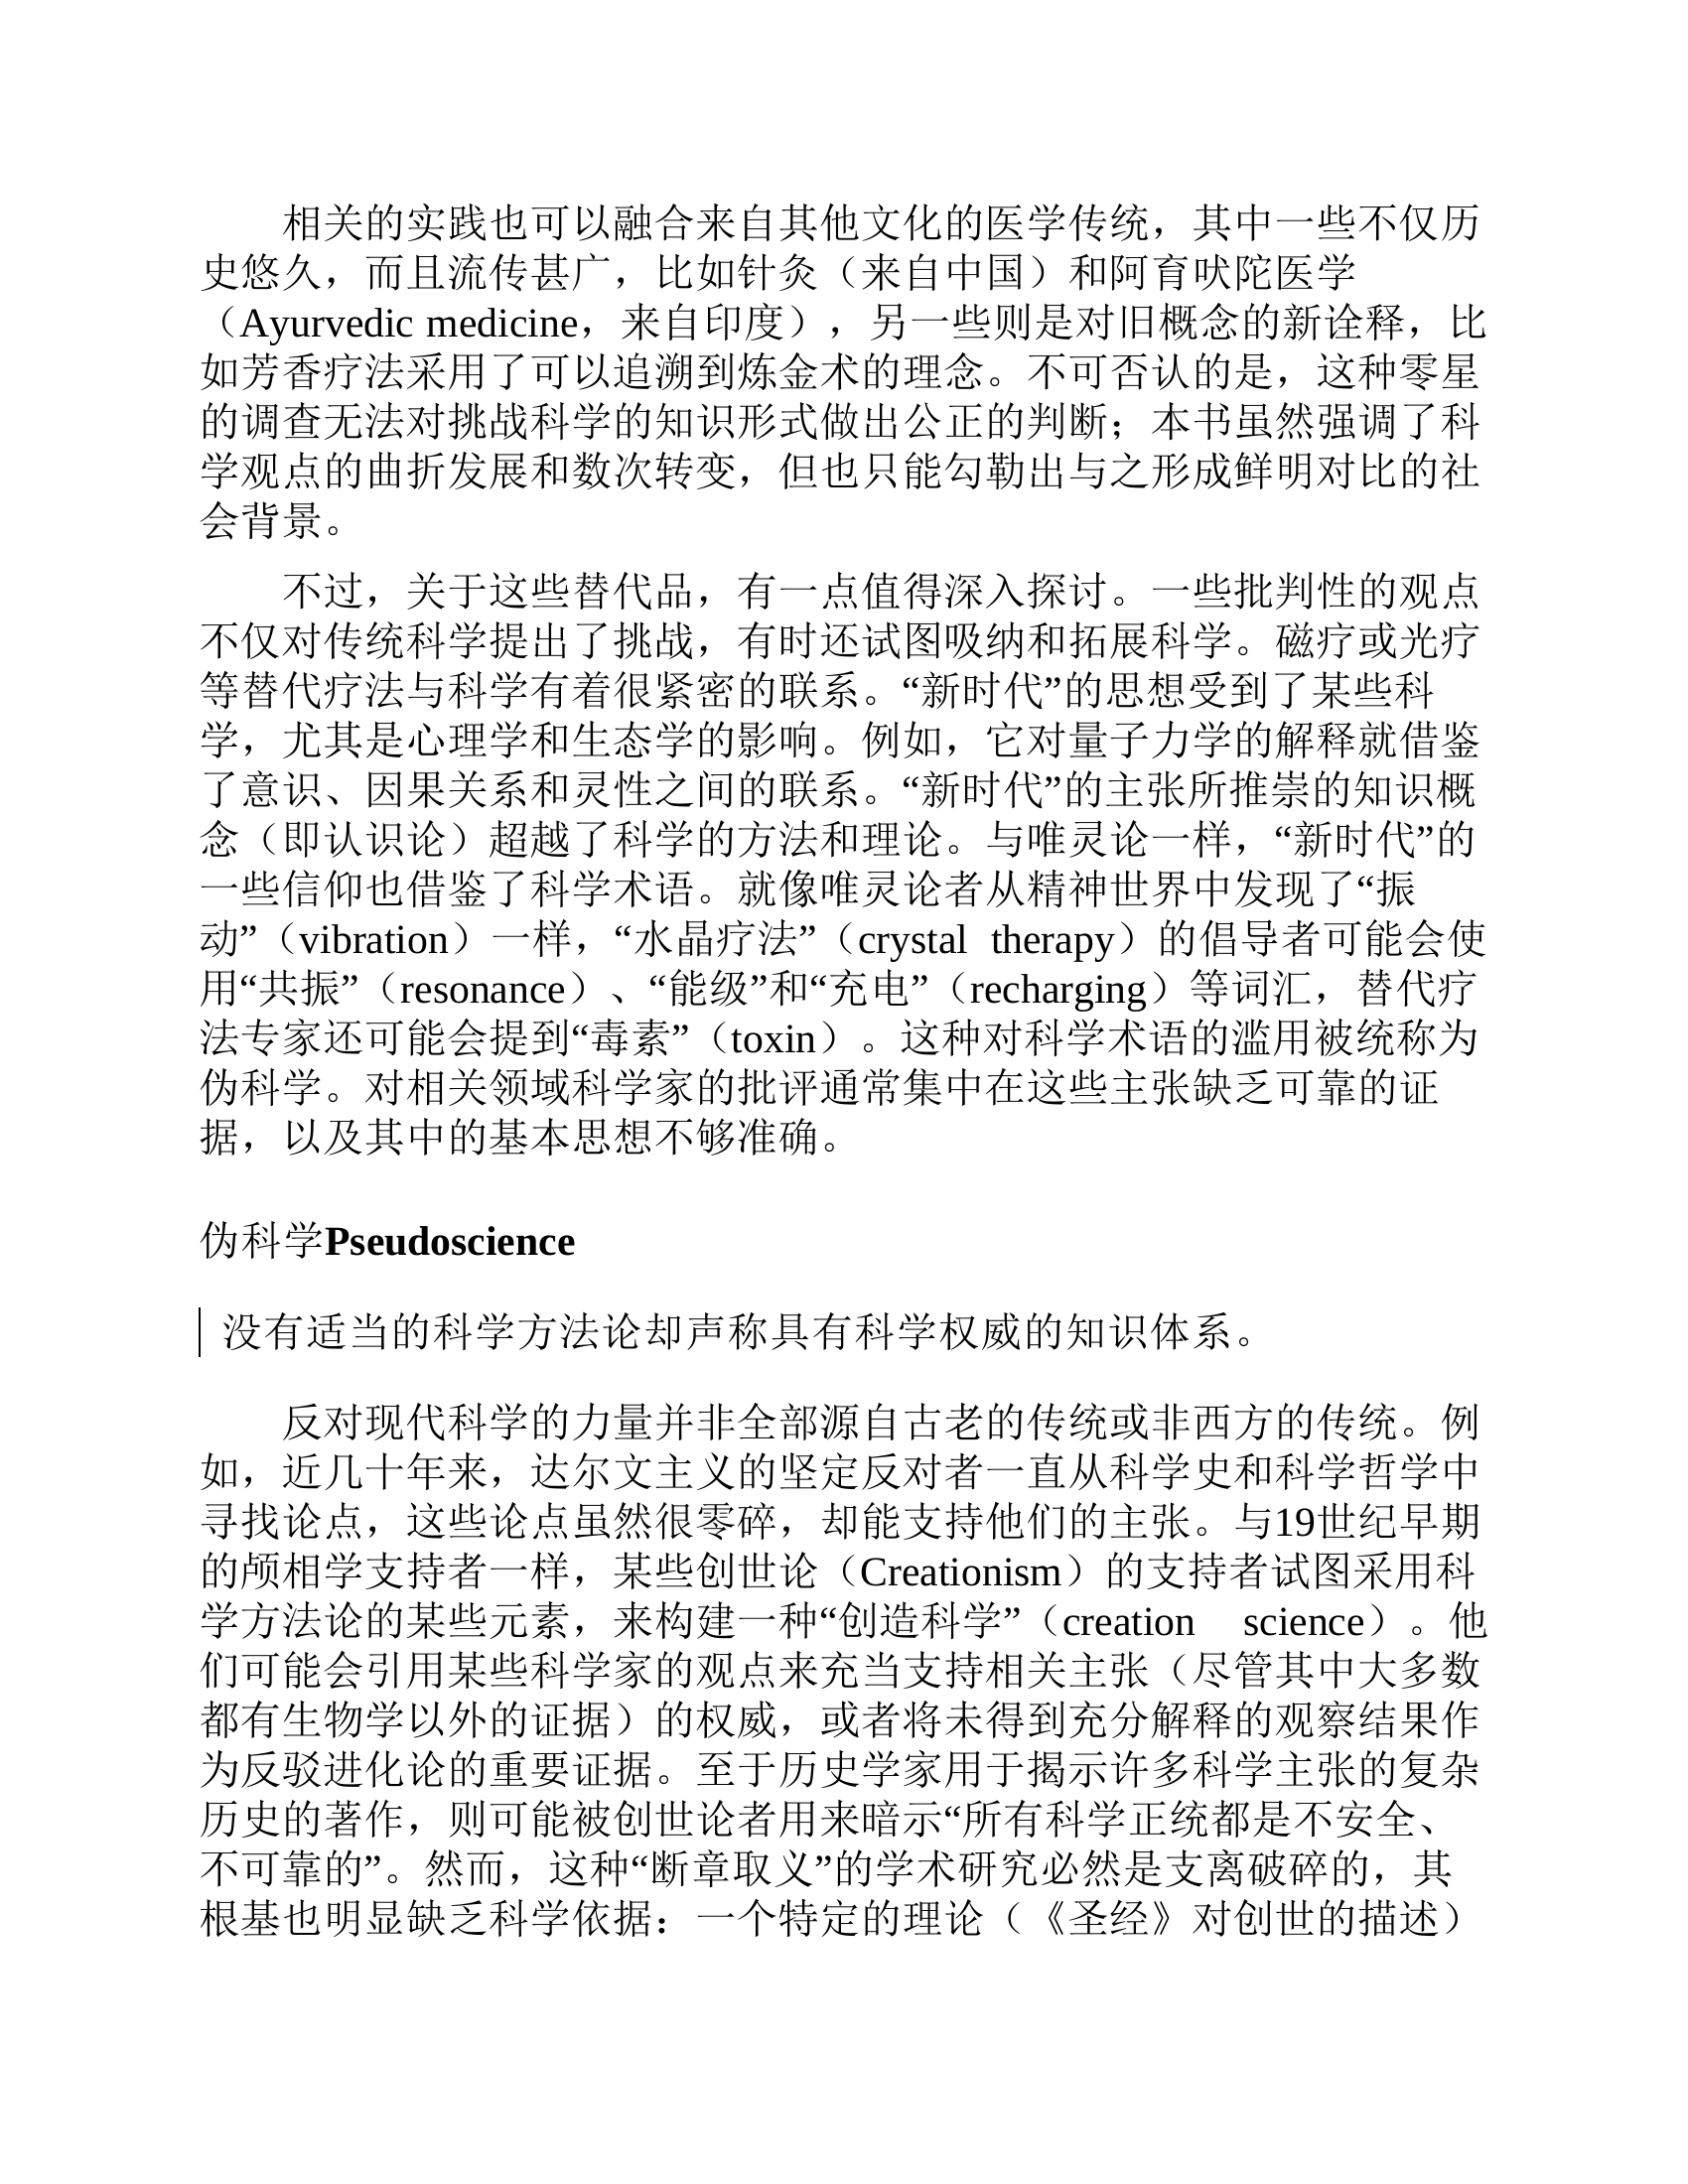 相关的实践也可以融合来自其他文化的医学传统，其中一些不仅历
史悠久，而且流传甚广，比如针灸（来自中国）和阿育吠陀医学
（Ayurvedic medicine，来自印度），另一些则是对旧概念的新诠释，比
如芳香疗法采用了可以追溯到炼金术的理念。不可否认的是，这种零星
的调查无法对挑战科学的知识形式做出公正的判断；本书虽然强调了科
学观点的曲折发展和数次转变，但也只能勾勒出与之形成鲜明对比的社
会背景。
不过，关于这些替代品，有一点值得深入探讨。一些批判性的观点
不仅对传统科学提出了挑战，有时还试图吸纳和拓展科学。磁疗或光疗
等替代疗法与科学有着很紧密的联系。“新时代”的思想受到了某些科
学，尤其是心理学和生态学的影响。例如，它对量子力学的解释就借鉴
了意识、因果关系和灵性之间的联系。“新时代”的主张所推崇的知识概
念（即认识论）超越了科学的方法和理论。与唯灵论一样，“新时代”的
一些信仰也借鉴了科学术语。就像唯灵论者从精神世界中发现了“振
动”（vibration）一样，“水晶疗法”（crystal therapy）的倡导者可能会使
用“共振”（resonance）、“能级”和“充电”（recharging）等词汇，替代疗
法专家还可能会提到“毒素”（toxin）。这种对科学术语的滥用被统称为
伪科学。对相关领域科学家的批评通常集中在这些主张缺乏可靠的证
据，以及其中的基本思想不够准确。
伪科学Pseudoscience
没有适当的科学方法论却声称具有科学权威的知识体系。
反对现代科学的力量并非全部源自古老的传统或非西方的传统。例
如，近几十年来，达尔文主义的坚定反对者一直从科学史和科学哲学中
寻找论点，这些论点虽然很零碎，却能支持他们的主张。与19世纪早期
的颅相学支持者一样，某些创世论（Creationism）的支持者试图采用科
学方法论的某些元素，来构建一种“创造科学”（creation science）。他
们可能会引用某些科学家的观点来充当支持相关主张（尽管其中大多数
都有生物学以外的证据）的权威，或者将未得到充分解释的观察结果作
为反驳进化论的重要证据。至于历史学家用于揭示许多科学主张的复杂
历史的著作，则可能被创世论者用来暗示“所有科学正统都是不安全、
不可靠的”。然而，这种“断章取义”的学术研究必然是支离破碎的，其
根基也明显缺乏科学依据：一个特定的理论（《圣经》对创世的描述）